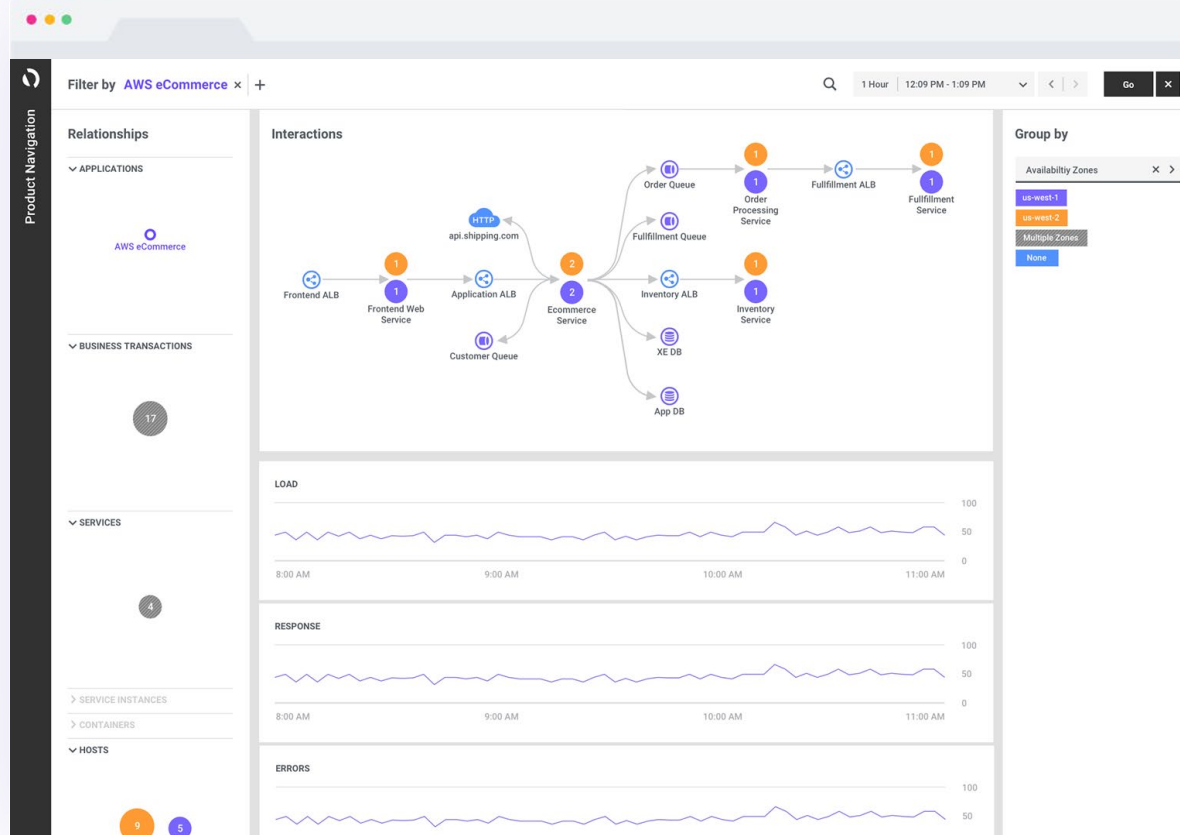 Product Navigation
Filter by AWS eCommerce × +
1 Hour 12:09 PM - 1:09 PM
Go
Relationships
APPLICATIONS
AWS eCommerce
BUSINESS TRANSACTIONS
17
SERVICES
4
SERVICE INSTANCES
CONTAINERS
HOSTS
9
5
Interactions
Frontend ALB
1
1
Frontend Web
Service
HTTP
api.shipping.com
Application ALB
Customer Queue
2
2
Ecommerce
Service
Order Queue
Fullfillment Queue
Inventory ALB
XE DB
App DB
1
1
Order
Processing
Service
1
1
Inventory
Service
Fullfillment ALB
1
1
Fullfillment
Service
LOAD
100
50
0
8:00 AM 9:00 AM 10:00 AM 11:00 AM
RESPONSE
100
50
0
8:00 AM 9:00 AM 10:00 AM 11:00 AM
ERRORS
100
50
Group by
Availabiltiy Zones
us-west-1
us-west-2
Multiple Zones
None